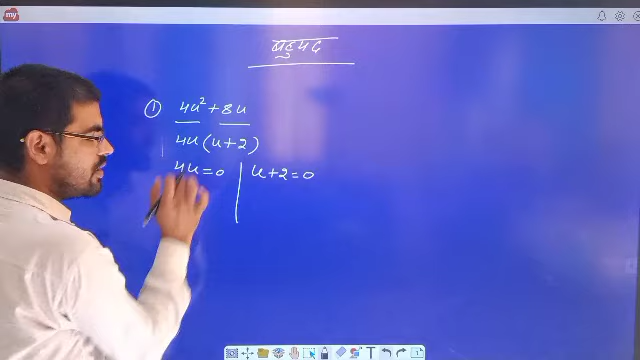 बहुपद
① 4u² + 8u
4u (u+2)
4u = 0 | u + 2 = 0